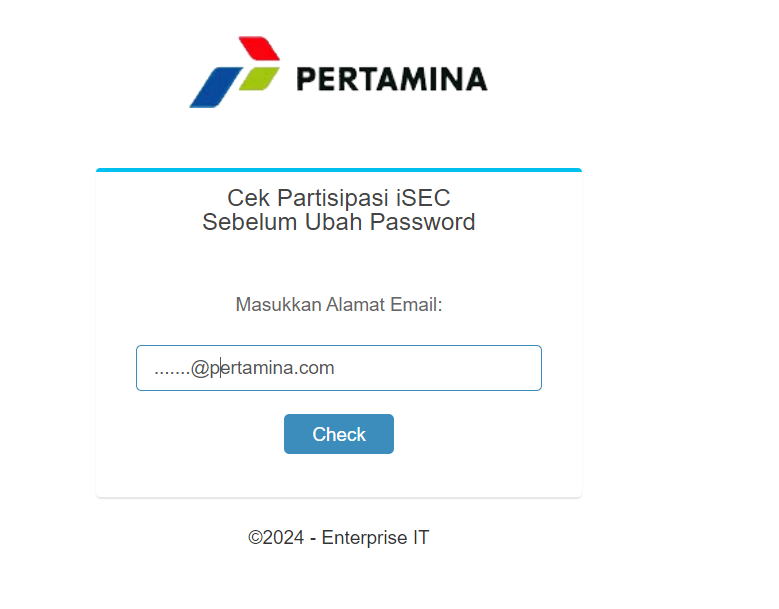 PERTAMINA
Cek Partisipasi iSEC
Sebelum Ubah Password
Masukkan Alamat Email:
.......@pertamina.com
Check
©2024 - Enterprise IT